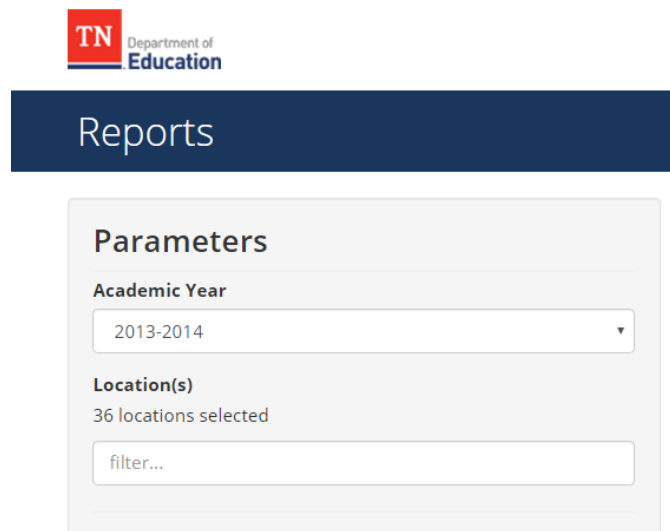 TN
Department of
Education
Reports
Parameters
Academic Year
2013-2014
Location(s)
36 locations selected
filter...